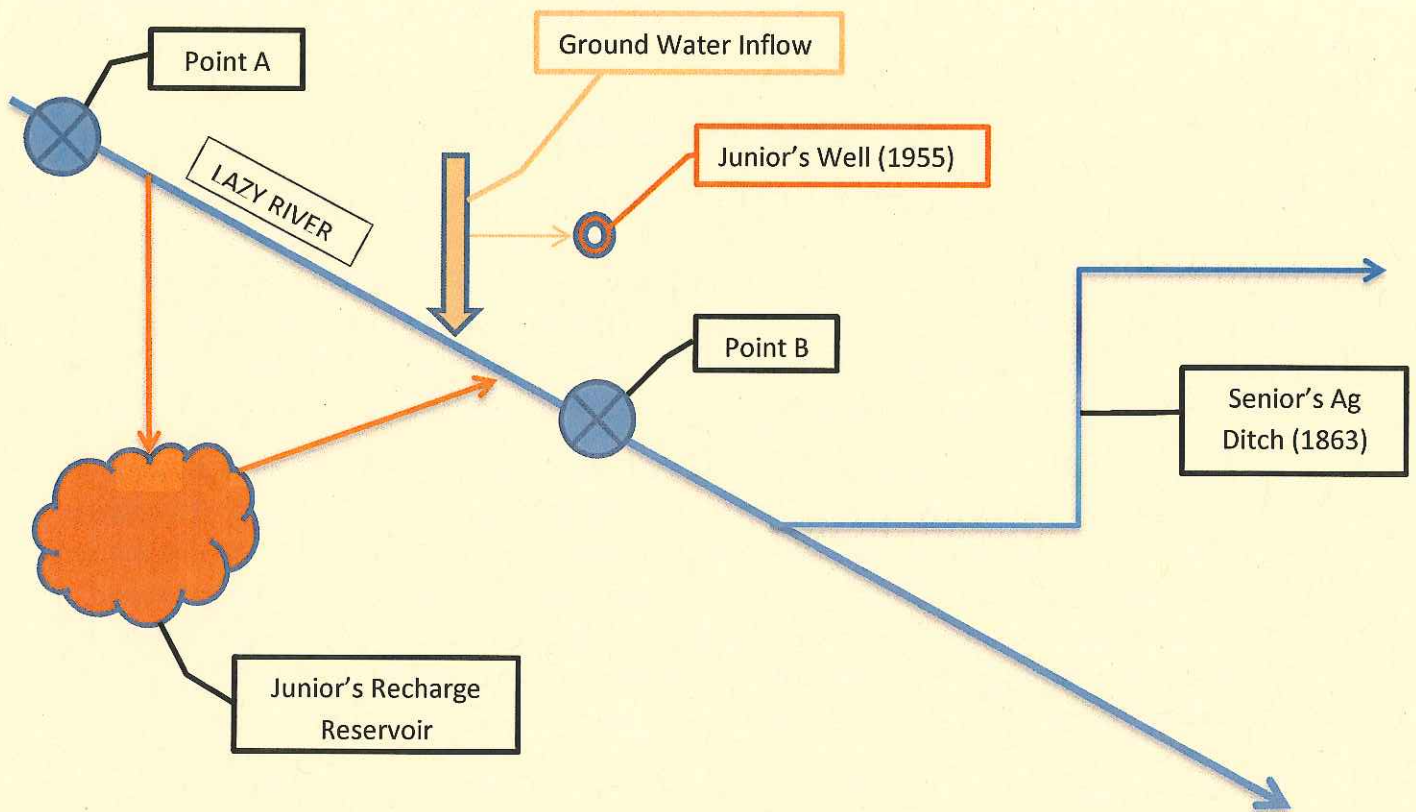 Point A
Ground Water Inflow
Junior's Well (1955)
LAZY RIVER
Point B
Senior's Ag
Ditch (1863)
Junior's Recharge
Reservoir